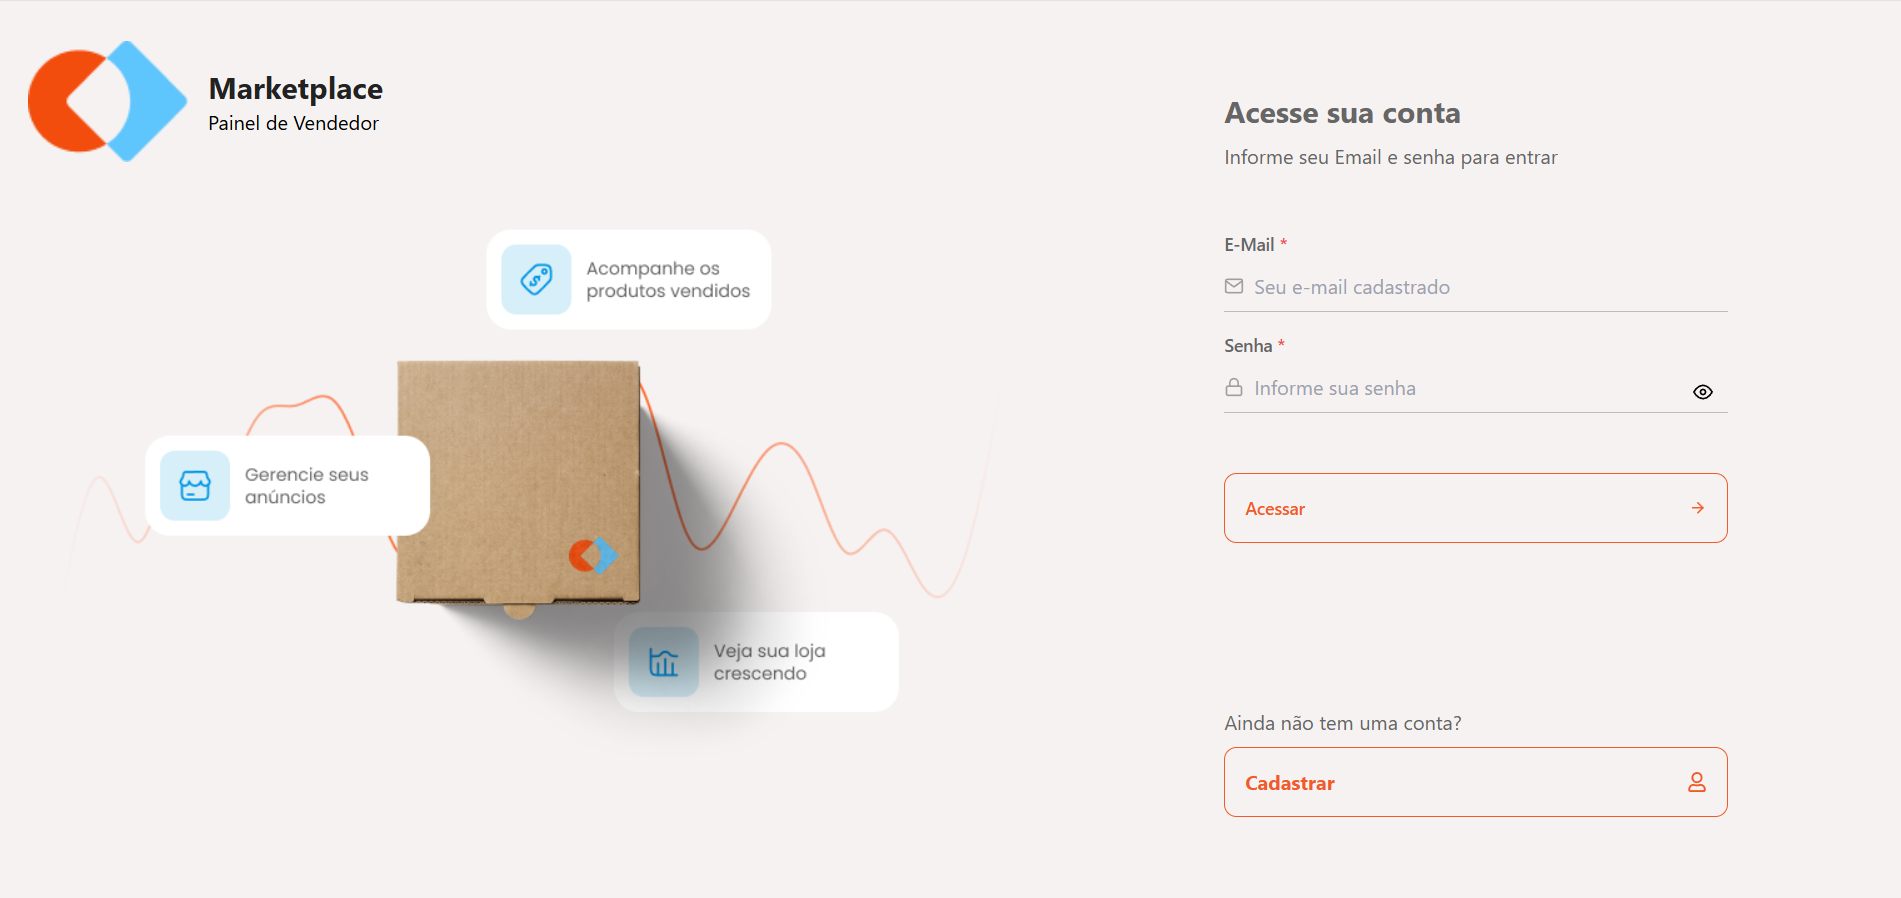 Marketplace
Painel de Vendedor
Acompanhe os
produtos vendidos
Gerencie seus
anúncios
Veja sua loja
crescendo
Acesse sua conta
Informe seu Email e senha para entrar
E-Mail *
Seu e-mail cadastrado
Senha *
Informe sua senha
Acessar
Ainda não tem uma conta?
Cadastrar